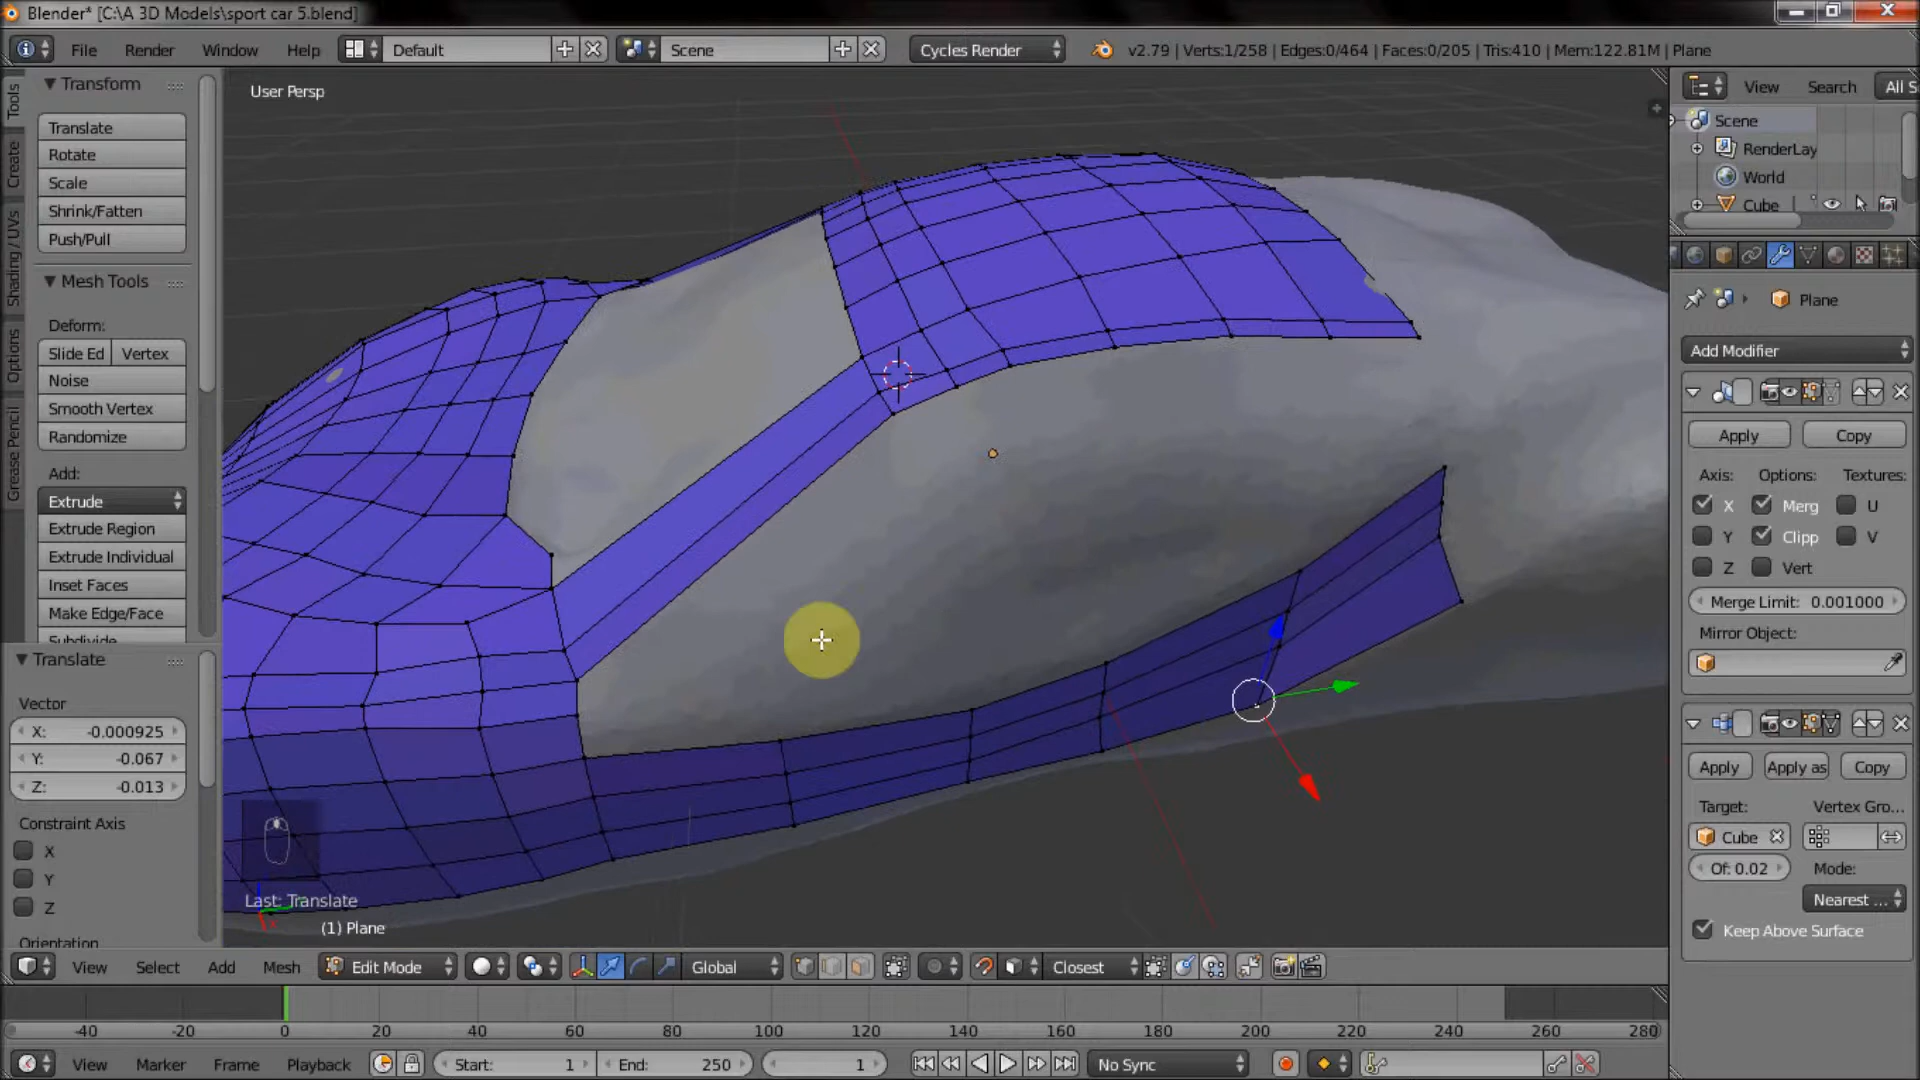 Blender* [C:\A 3D Models\sport car 5.blend]
File Render Window Help Default Scene Cycles Render v2.79 | Verts:1/258 | Edges:0/464 | Faces:0/205 | Tris:410 | Mem:122.81M | Plane
Tools
Create
Shading / UVs
Options
Grease Pencil
Transform
Translate
Rotate
Scale
Shrink/Fatten
Push/Pull
Mesh Tools
Deform:
Slide Ed Vertex
Noise
Smooth Vertex
Randomize
Add:
Extrude
Extrude Region
Extrude Individual
Inset Faces
Make Edge/Face
Subdivide
Translate
Vector
X: -0.000925
Y: -0.067
Z: -0.013
Constraint Axis
X
Y
Z
Orientation
User Persp
Last: Translate
(1) Plane
View Search All S
Scene
RenderLay
World
Cube
Plane
Add Modifier
Apply Copy
Axis: Options: Textures:
X Merg U
Y Clipp V
Z Vert
Merge Limit: 0.001000
Mirror Object:
Apply Apply as Copy
Target: Vertex Gro...
Cube
Of: 0.02 Mode:
Nearest ...
Keep Above Surface
View Select Add Mesh Edit Mode Global Closest
-40 -20 0 20 40 60 80 100 120 140 160 180 200 220 240 260 280
View Marker Frame Playback Start: 1 End: 250 1 No Sync